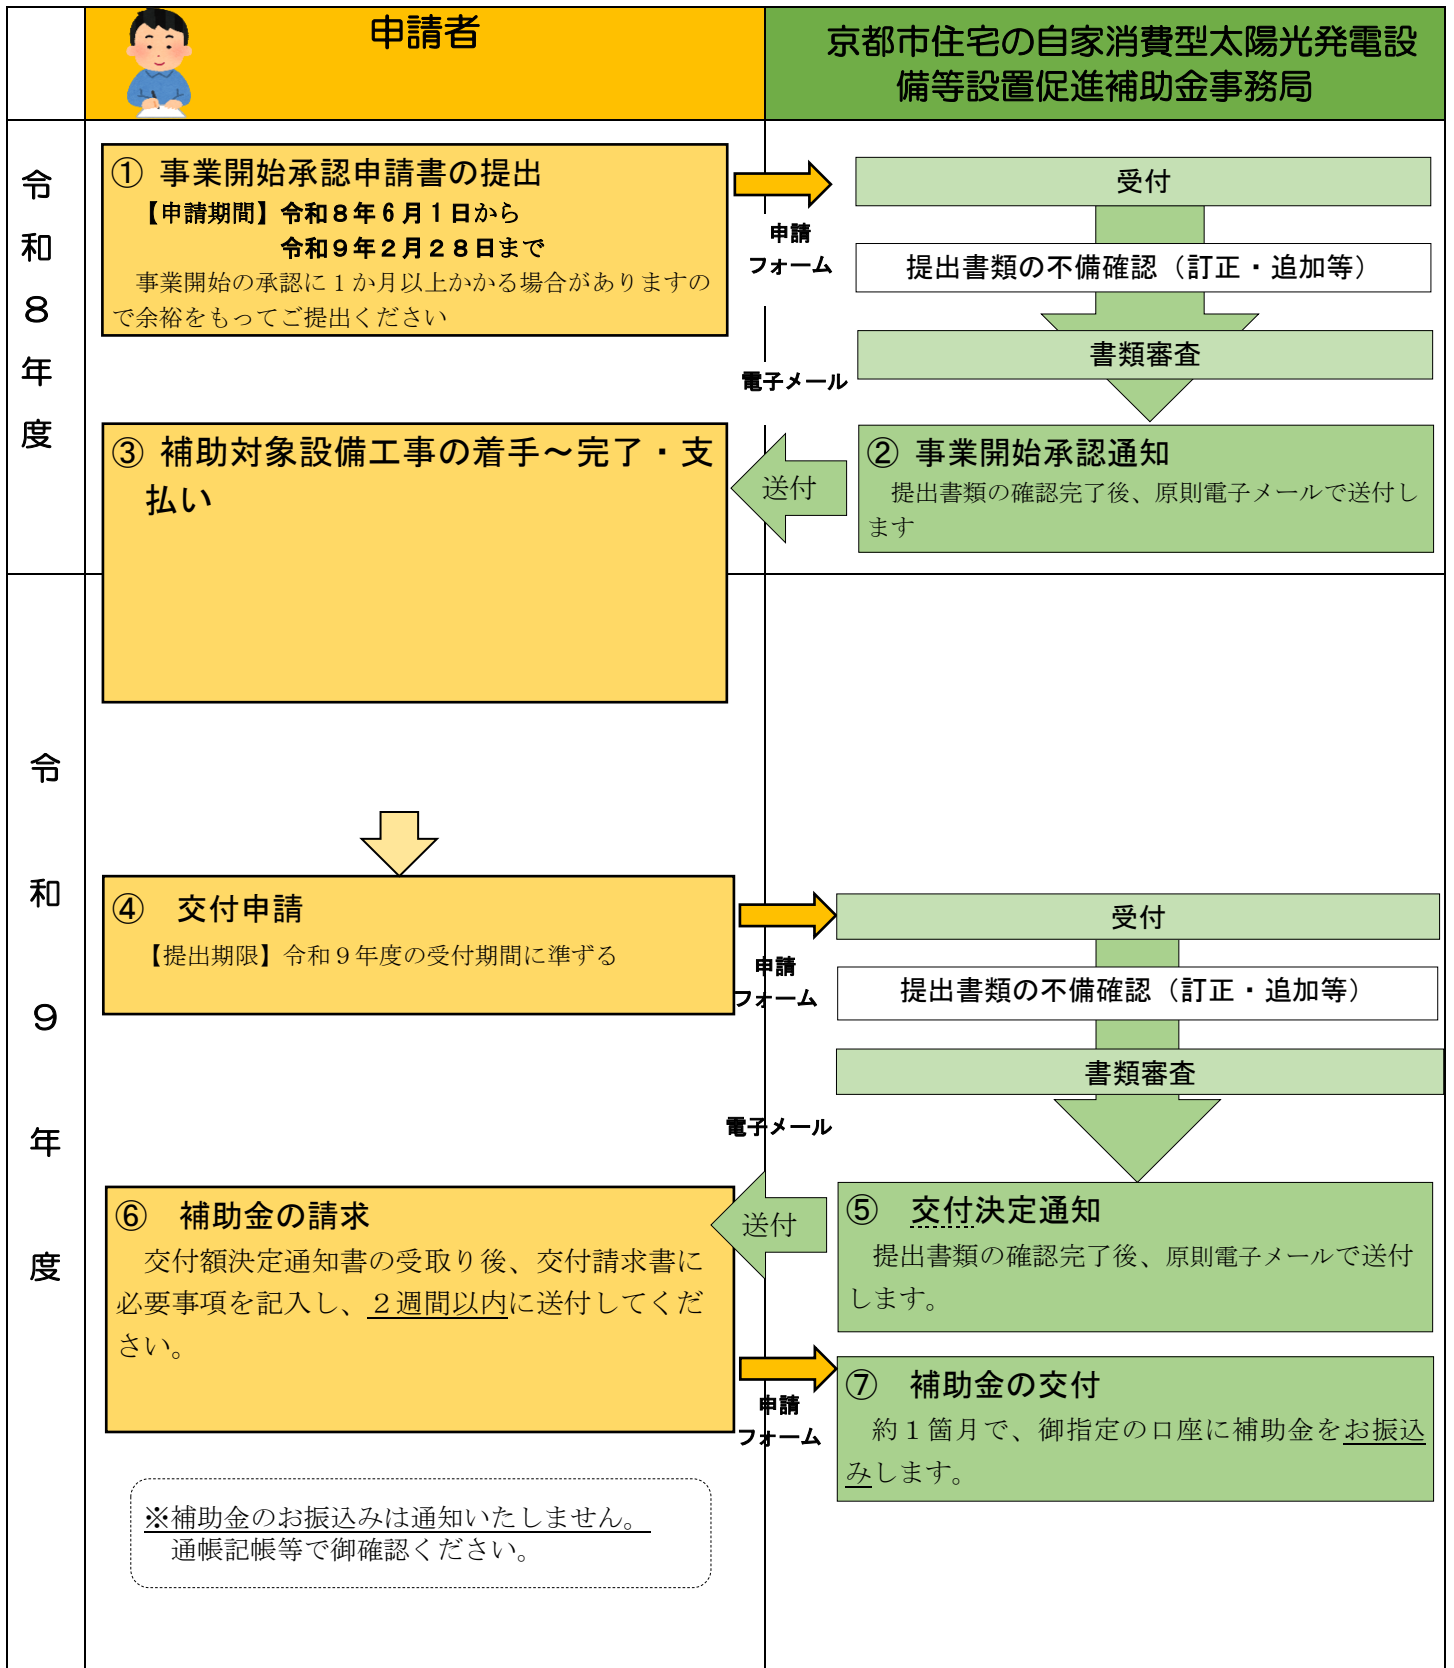 申請者
京都市住宅の自家消費型太陽光発電設
備等設置促進補助金事務局
令和８年度
① 事業開始承認申請書の提出
【申請期間】令和８年６月１日から
令和９年２月２８日まで
事業開始の承認に１か月以上かかる場合がありますの
で余裕をもってご提出ください
申請
フォーム
受付
提出書類の不備確認（訂正・追加等）
書類審査
電子メール
② 事業開始承認通知
提出書類の確認完了後、原則電子メールで送付し
ます
送付
③ 補助対象設備工事の着手～完了・支
払い
令和９年度
④　交付申請
【提出期限】令和９年度の受付期間に準ずる
申請
フォーム
受付
提出書類の不備確認（訂正・追加等）
書類審査
電子メール
⑤　交付決定通知
提出書類の確認完了後、原則電子メールで送付
します。
送付
⑥　補助金の請求
交付額決定通知書の受取り後、交付請求書に
必要事項を記入し、２週間以内に送付してくだ
さい。
申請
フォーム
⑦　補助金の交付
約１箇月で、御指定の口座に補助金をお振込
みします。
※補助金のお振込みは通知いたしません。
通帳記帳等で御確認ください。